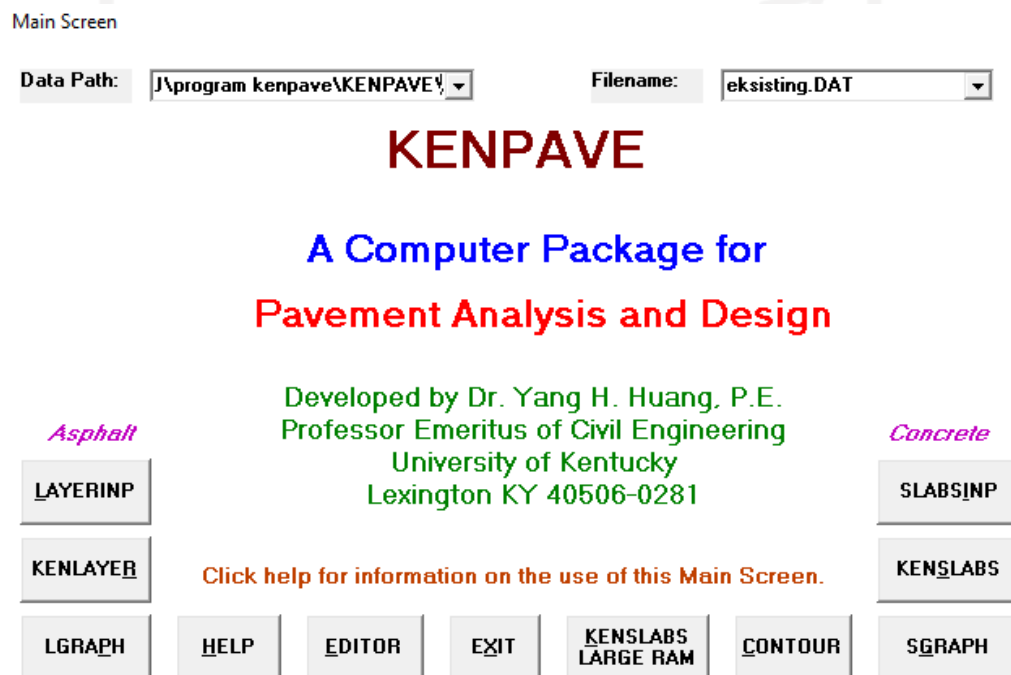 Main Screen
Data Path: J\program kenpave\KENPAVE\ Filename: eksisting.DAT
KENPAVE
A Computer Package for
Pavement Analysis and Design
Developed by Dr. Yang H. Huang, P.E.
Asphalt Professor Emeritus of Civil Engineering Concrete
University of Kentucky
LAYERINP Lexington KY 40506-0281 SLABSINP
KENLAYER Click help for information on the use of this Main Screen. KENSLABS
LGRAPH HELP EDITOR EXIT KENSLABS LARGE RAM CONTOUR SGRAPH